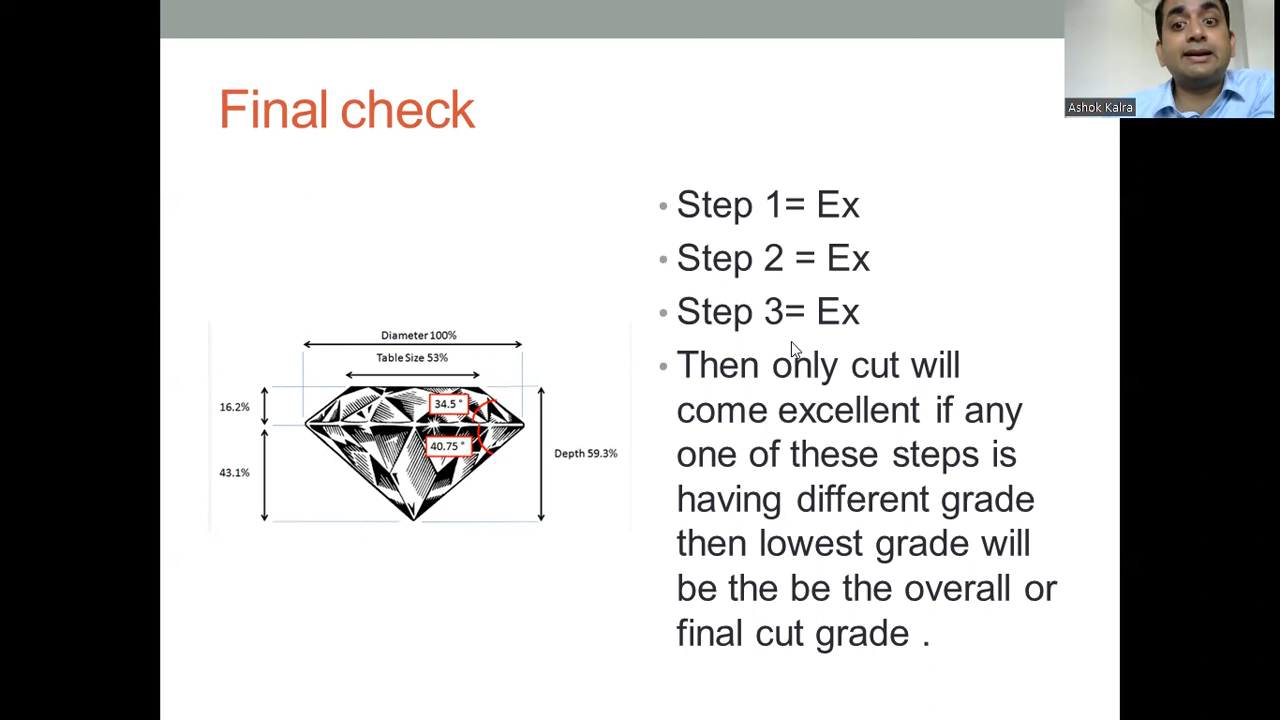 Ashok Kalra
Final check
• Step 1= Ex
• Step 2 = Ex
• Step 3= Ex
• Then only cut will
come excellent if any
one of these steps is
having different grade
then lowest grade will
be the be the overall or
final cut grade .
Diameter 100%
Table Size 53%
16.2%
34.5 °
40.75 °
43.1%
Depth 59.3%